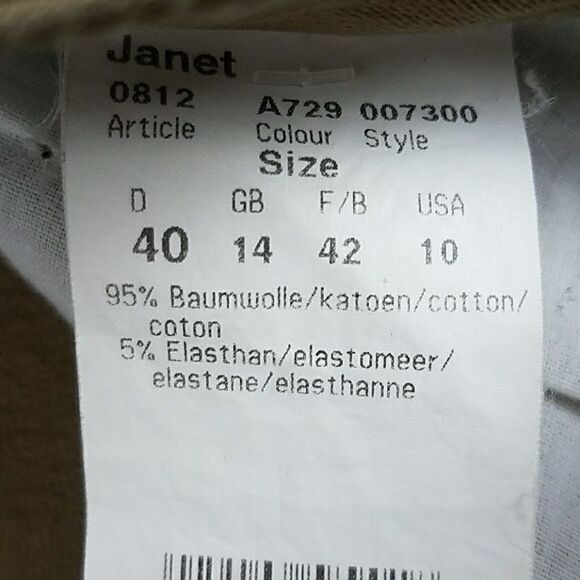 Janet
0812 A729 007300
Article Colour Style
Size
D GB F/B USA
40 14 42 10
95% Baumwolle/katoen/cotton/
coton
5% Elasthan/elastomeer/
elastane/elasthanne